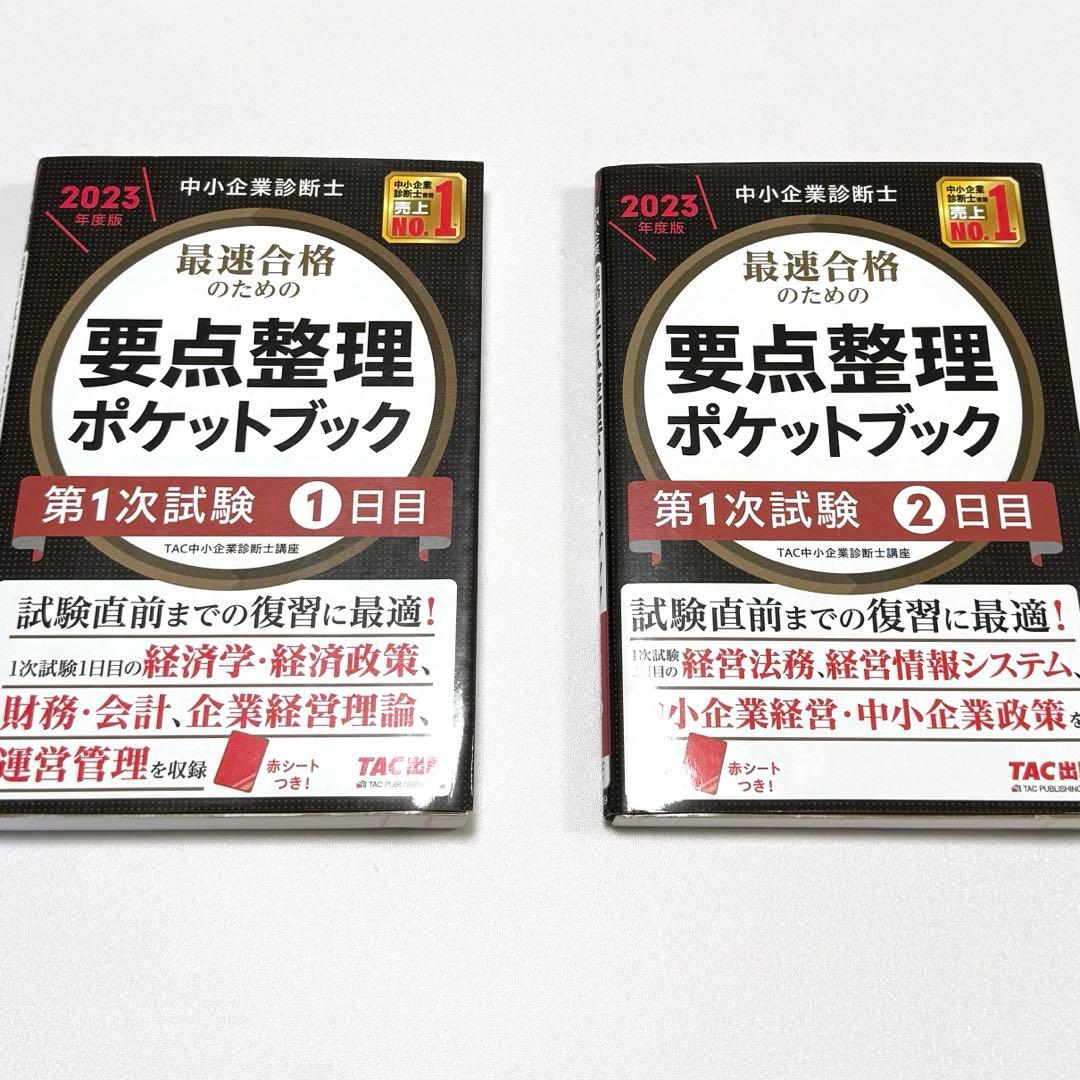 2023
年度版
中小企業診断士
中小企業
診断士書籍
売上
NO.1
最速合格
のための
要点整理
ポケットブック
第1次試験 1日目
TAC中小企業診断士講座
試験直前までの復習に最適!
1次試験1日目の経済学・経済政策、
財務・会計、企業経営理論、
運営管理を収録
赤シート
つき!
TAC出
TAC PUBLISHING
2023
年度版
中小企業診断士
中小企業
診断士書籍
売上
NO.1
最速合格
のための
要点整理
ポケットブック
第1次試験 2日目
TAC中小企業診断士講座
試験直前までの復習に最適!
1次試験
2日目の経営法務、経営情報システム、
中小企業経営・中小企業政策を
赤シート
つき!
TAC出
TAC PUBLISHING